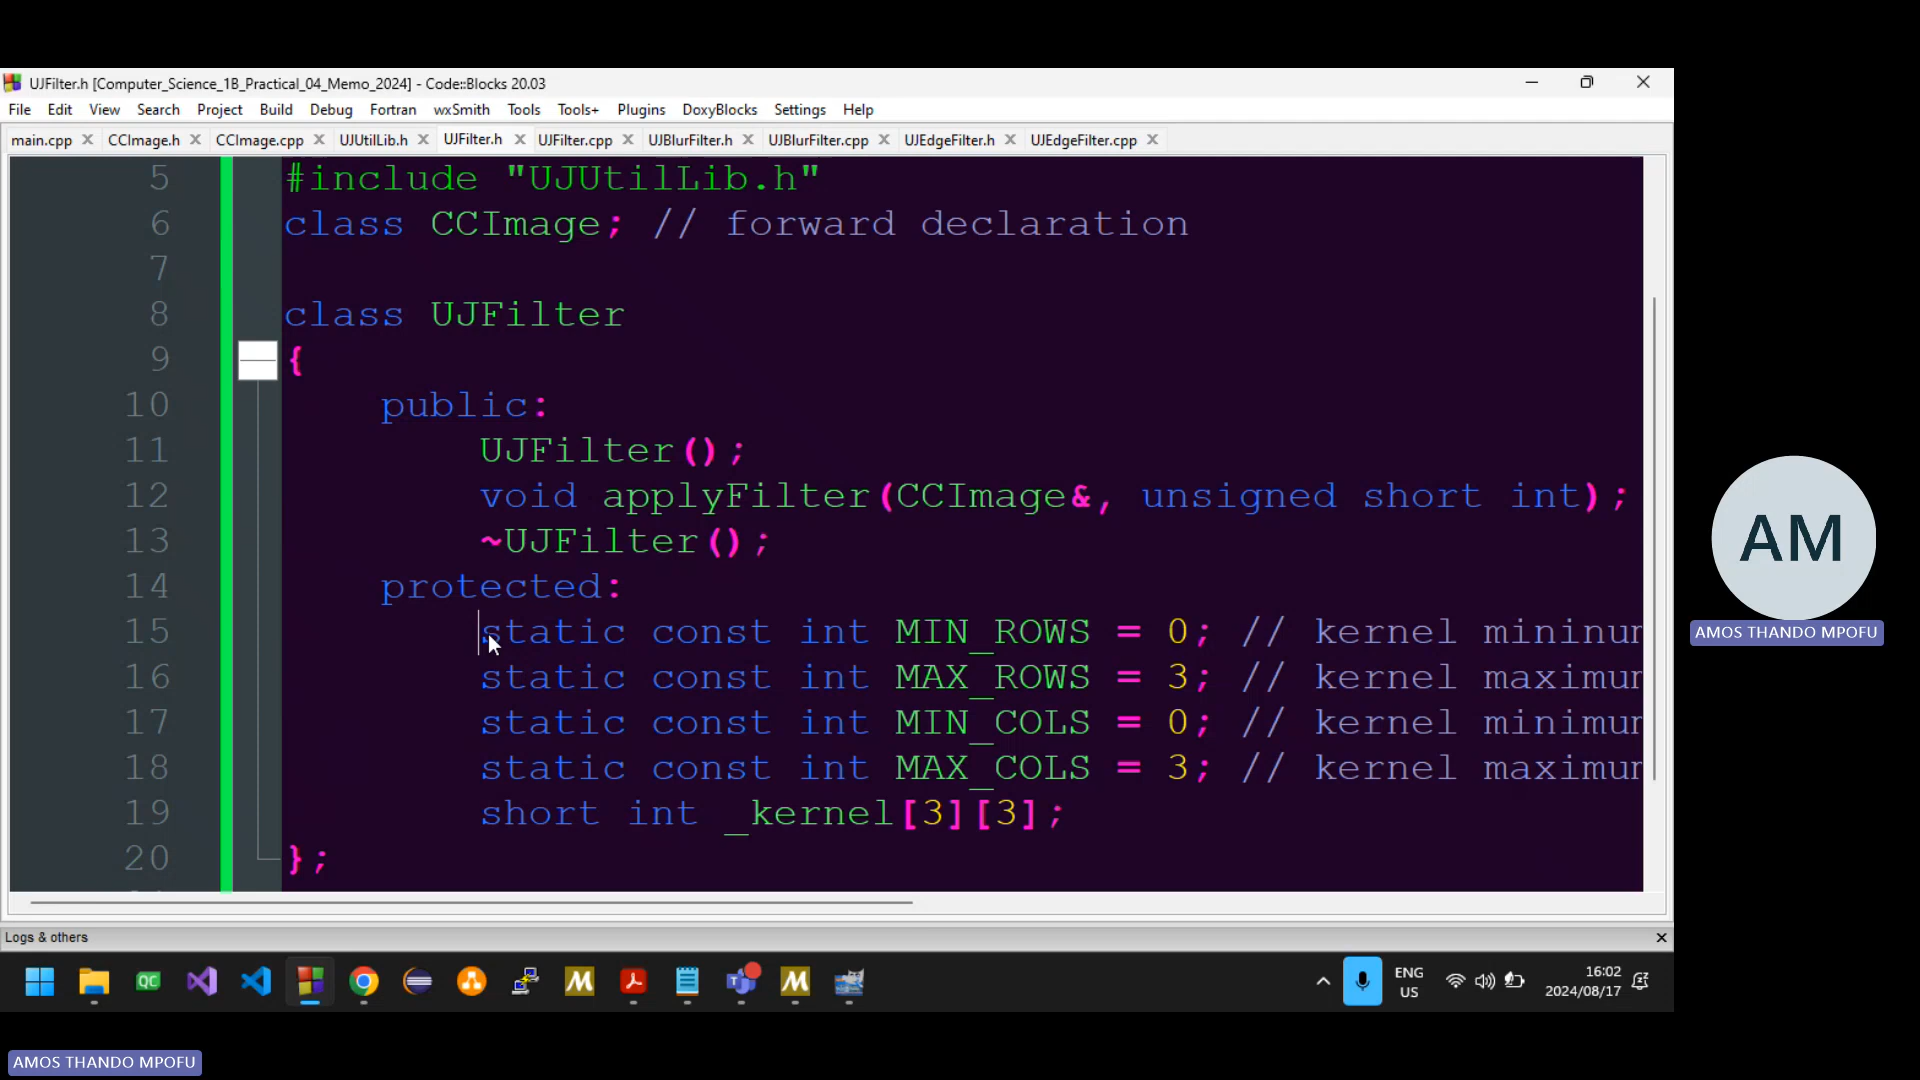 UJFilter.h [Computer_Science_1B_Practical_04_Memo_2024] - Code::Blocks 20.03
File Edit View Search Project Build Debug Fortran wxSmith Tools Tools+ Plugins DoxyBlocks Settings Help
main.cpp CCImage.h CCImage.cpp UJUtilLib.h UJFilter.h UJFilter.cpp UJBlurFilter.h UJBlurFilter.cpp UJEdgeFilter.h UJEdgeFilter.cpp
5 #include "UJUtilLib.h"
6 class CCImage; // forward declaration
7
8 class UJFilter
9 {
10 public:
11 UJFilter();
12 void applyFilter(CCImage&, unsigned short int);
13 ~UJFilter();
14 protected:
15 static const int MIN_ROWS = 0; // kernel mininum
16 static const int MAX_ROWS = 3; // kernel maximum
17 static const int MIN_COLS = 0; // kernel minimum
18 static const int MAX_COLS = 3; // kernel maximum
19 short int _kernel[3][3];
20 };
AM
AMOS THANDO MPOFU
Logs & others
QC
ENG
US
16:02
2024/08/17
AMOS THANDO MPOFU